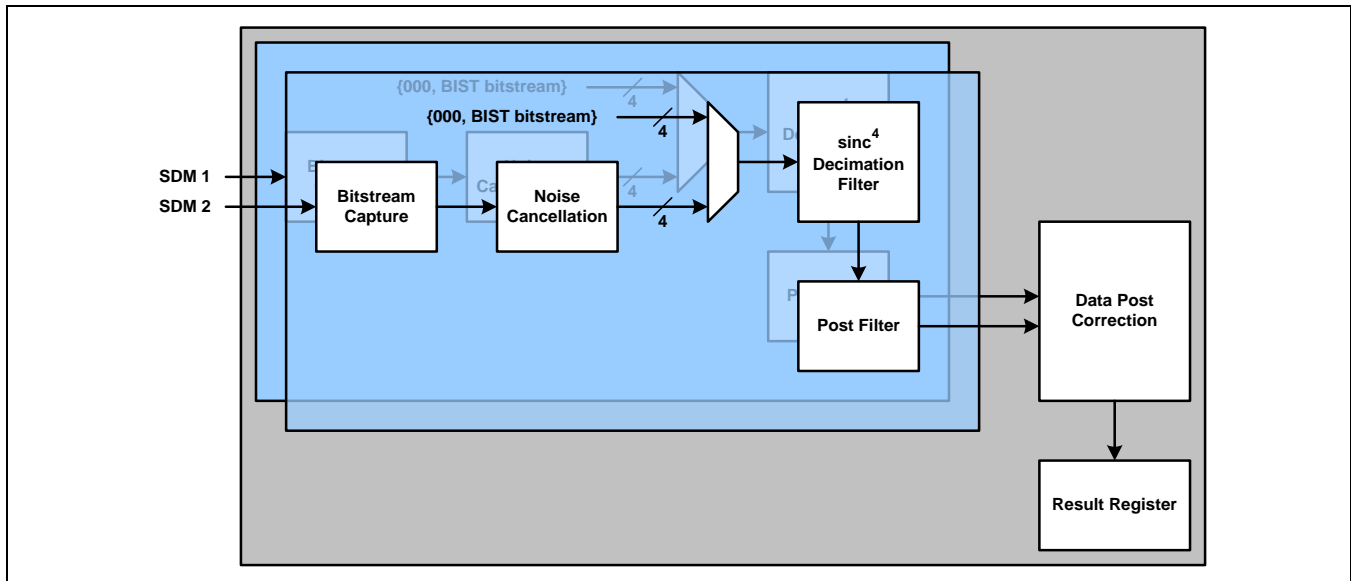 {000, BIST bitstream}
4
{000, BIST bitstream}
4
sinc4
Decimation
Filter
SDM 1
SDM 2
Bitstream
Capture
Noise
Cancellation
4
4
Post Filter
Data Post
Correction
Result Register